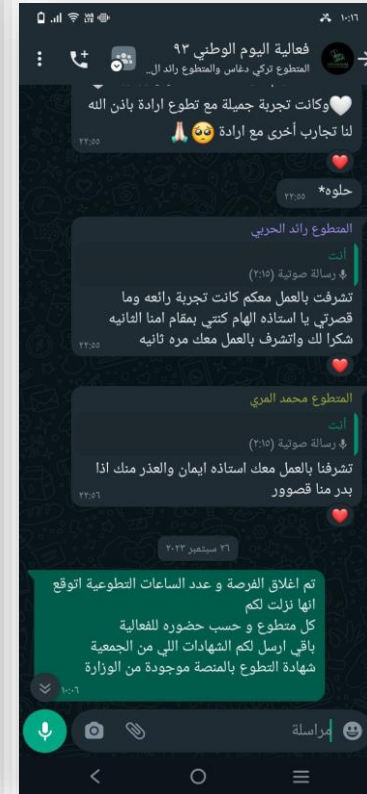 ١٠:١٦
فعالية اليوم الوطني ٩٣
المتطوع تركي دغاس والمتطوع رائد ال...
🤍وكانت تجربة جميلة مع تطوع ارادة باذن الله
لنا تجارب أخرى مع ارادة 🥹🙏🏻
٢٢:٥٥
❤️
حلوه*
٢٢:٥٥
المتطوع رائد الحربي
أنت
رسالة صوتية (٢:١٥)
تشرفت بالعمل معكم كانت تجربة رائعه وما
قصرتي يا استاذه الهام كنتي بمقام امنا الثانيه
شكرا لك واتشرف بالعمل معك مره ثانيه
٢٢:٥٥
❤️
المتطوع محمد المري
أنت
رسالة صوتية (٢:١٥)
تشرفنا بالعمل معك استاذه ايمان والعذر منك اذا
بدر منا قصوور
٢٢:٥٦
❤️
٢٦ سبتمبر ٢٠٢٣
تم اغلاق الفرصة و عدد الساعات التطوعية اتوقع
انها نزلت لكم
كل متطوع و حسب حضوره للفعالية
باقي ارسل لكم الشهادات اللي من الجمعية
شهادة التطوع بالمنصة موجودة من الوزارة
١٠:٠٦
مراسلة